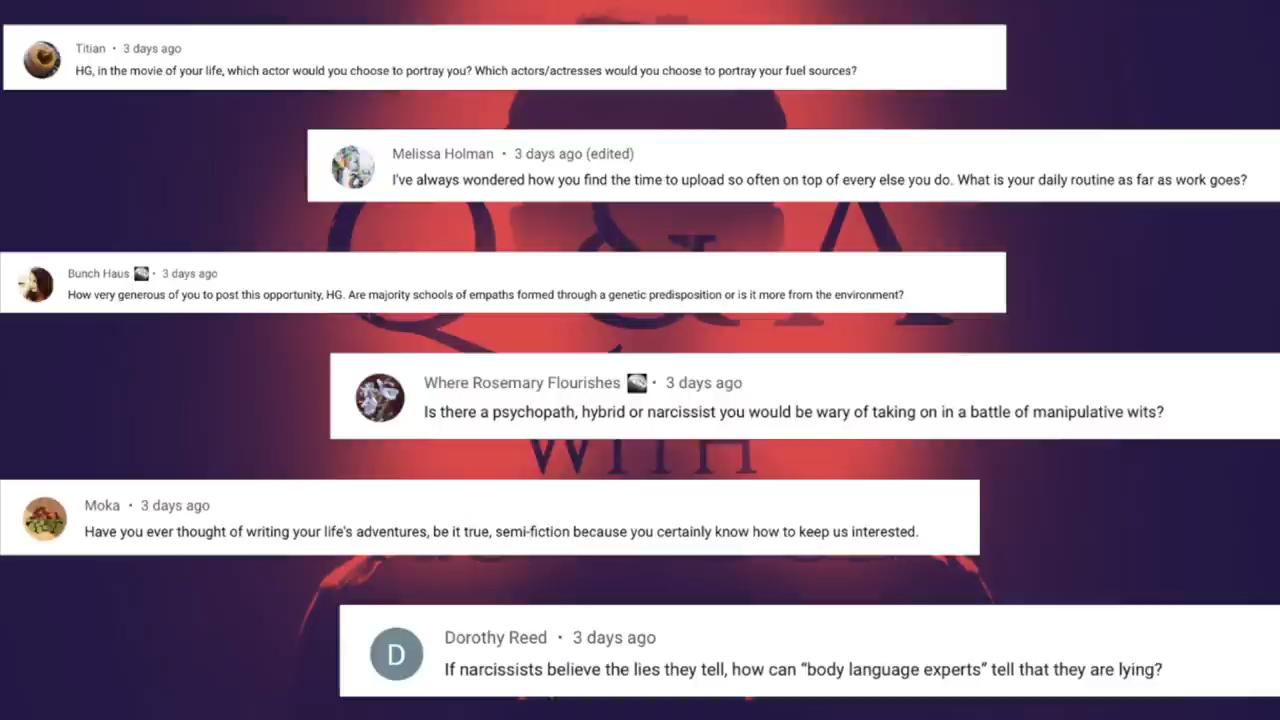 Titian • 3 days ago
HG, in the movie of your life, which actor would you choose to portray you? Which actors/actresses would you choose to portray your fuel sources?
Melissa Holman • 3 days ago (edited)
I've always wondered how you find the time to upload so often on top of every else you do. What is your daily routine as far as work goes?
Q & A
Bunch Haus • 3 days ago
How very generous of you to post this opportunity, HG. Are majority schools of empaths formed through a genetic predisposition or is it more from the environment?
Where Rosemary Flourishes • 3 days ago
Is there a psychopath, hybrid or narcissist you would be wary of taking on in a battle of manipulative wits?
WITH
Moka • 3 days ago
Have you ever thought of writing your life's adventures, be it true, semi-fiction because you certainly know how to keep us interested.
D
Dorothy Reed • 3 days ago
If narcissists believe the lies they tell, how can “body language experts” tell that they are lying?